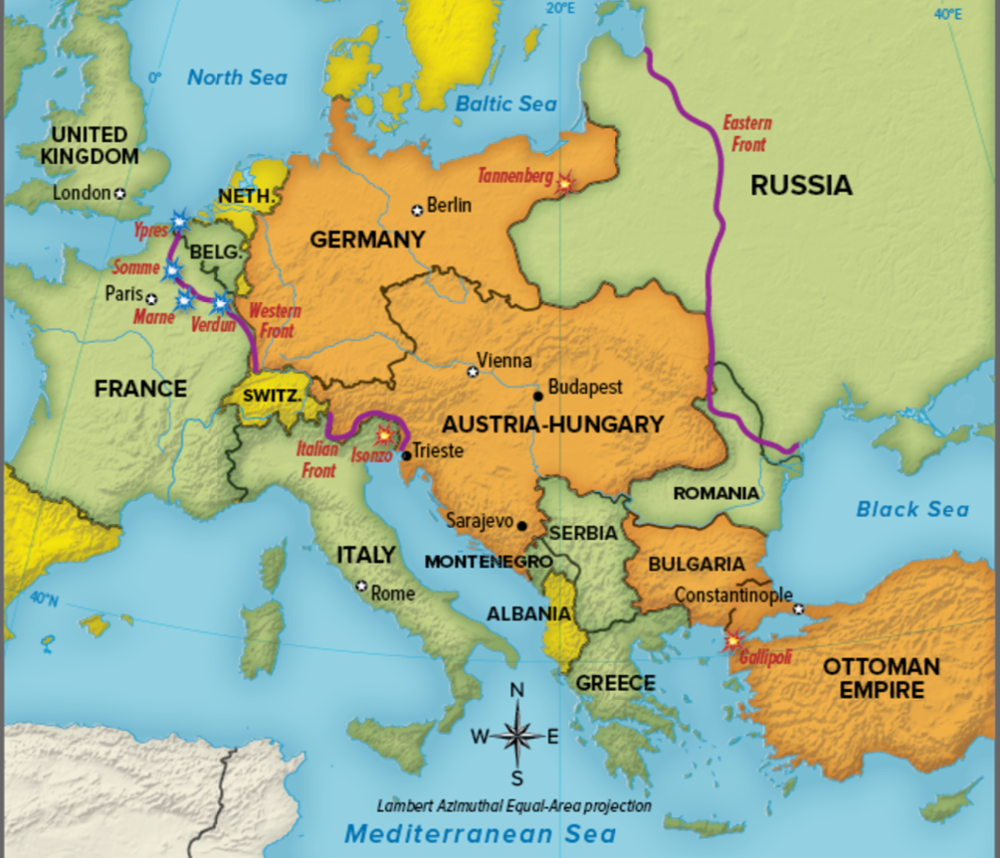 20°E
40°E
0°
North Sea
Baltic Sea
UNITED
KINGDOM
London
Eastern
Front
Tannenberg
RUSSIA
NETH.
Berlin
Ypres
GERMANY
BELG.
Somme
Paris
Marne
Verdun
Western
Front
Vienna
FRANCE
SWITZ.
Budapest
AUSTRIA-HUNGARY
Italian
Front
Isonzo
Trieste
ROMANIA
Black Sea
Sarajevo
SERBIA
ITALY
MONTENEGRO
BULGARIA
Rome
Constantinople
40°N
ALBANIA
Gallipoli
OTTOMAN
EMPIRE
GREECE
N
W
E
S
Lambert Azimuthal Equal-Area projection
Mediterranean Sea